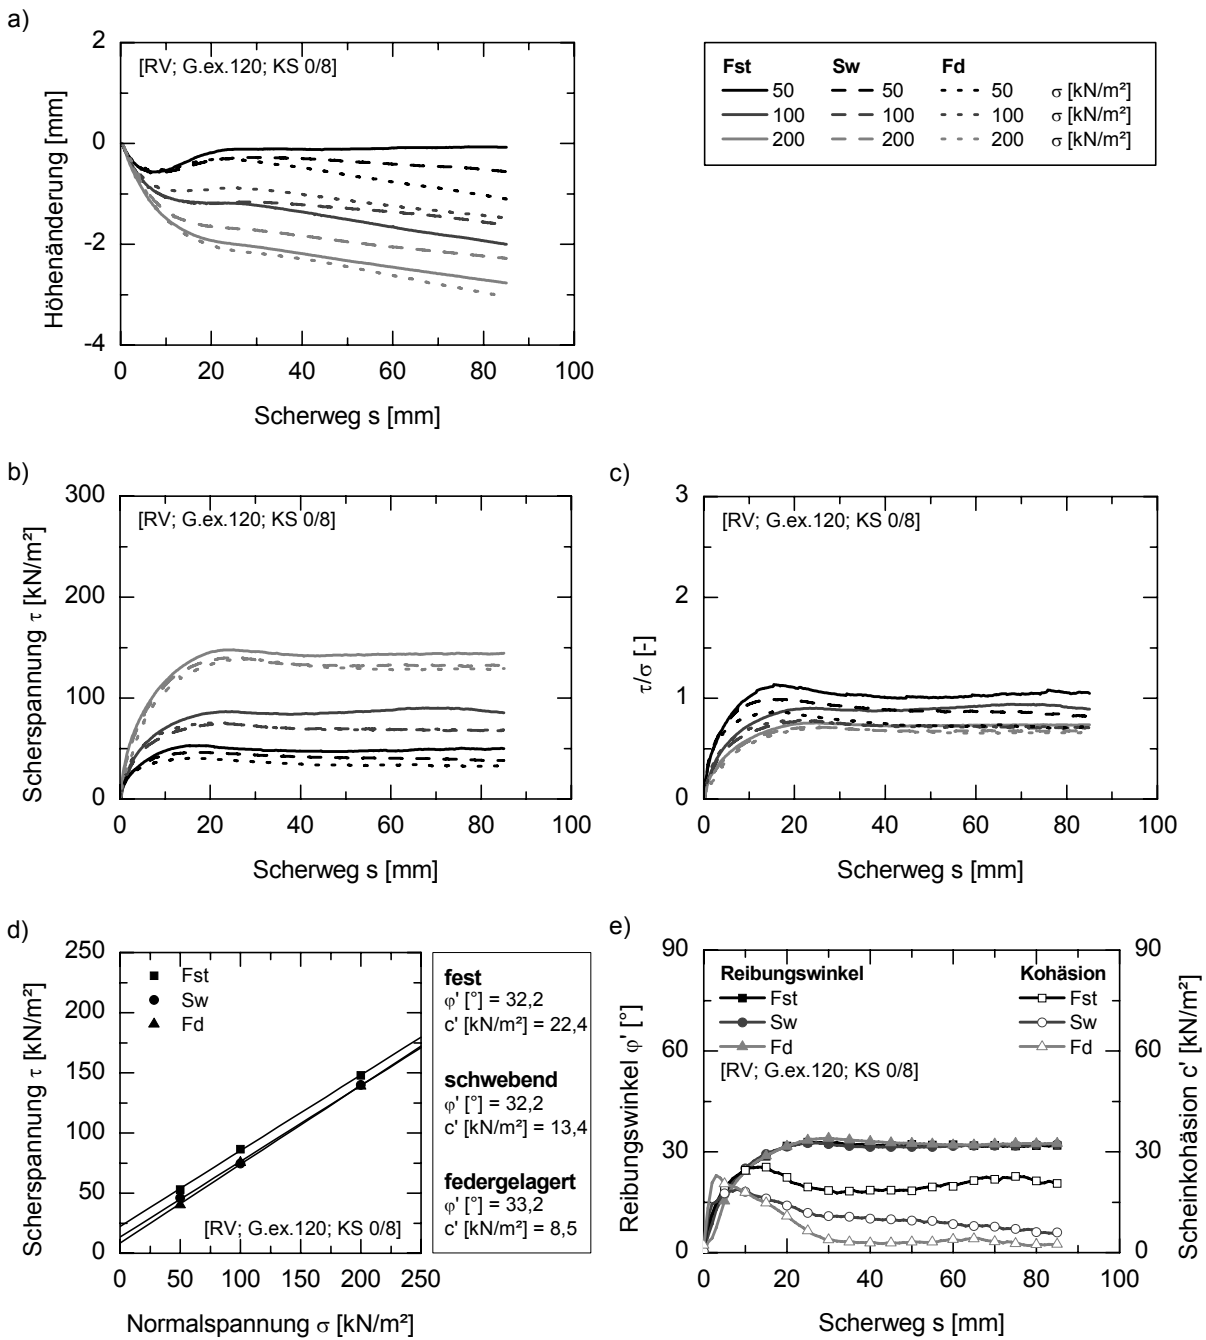 a)
2
0
-2
-4
Höhenänderung [mm]
[RV; G.ex.120; KS 0/8]
0 20 40 60 80 100
Scherweg s [mm]
Fst Sw Fd
50 50 50 σ [kN/m²]
100 100 100 σ [kN/m²]
200 200 200 σ [kN/m²]
b)
300
200
100
0
Scherspannung τ [kN/m²]
[RV; G.ex.120; KS 0/8]
0 20 40 60 80 100
Scherweg s [mm]
c)
3
2
1
0
τ/σ [-]
[RV; G.ex.120; KS 0/8]
0 20 40 60 80 100
Scherweg s [mm]
d)
250
200
150
100
50
0
Scherspannung τ [kN/m²]
Fst
Sw
Fd
[RV; G.ex.120; KS 0/8]
0 50 100 150 200 250
Normalspannung σ [kN/m²]
fest
φ' [°] = 32,2
c' [kN/m²] = 22,4
schwebend
φ' [°] = 32,2
c' [kN/m²] = 13,4
federgelagert
φ' [°] = 33,2
c' [kN/m²] = 8,5
e)
90
60
30
0
Reibungswinkel φ' [°]
Reibungswinkel Kohäsion
Fst Fst
Sw Sw
Fd Fd
[RV; G.ex.120; KS 0/8]
90
60
30
0
Scheinkohäsion c' [kN/m²]
0 20 40 60 80 100
Scherweg s [mm]